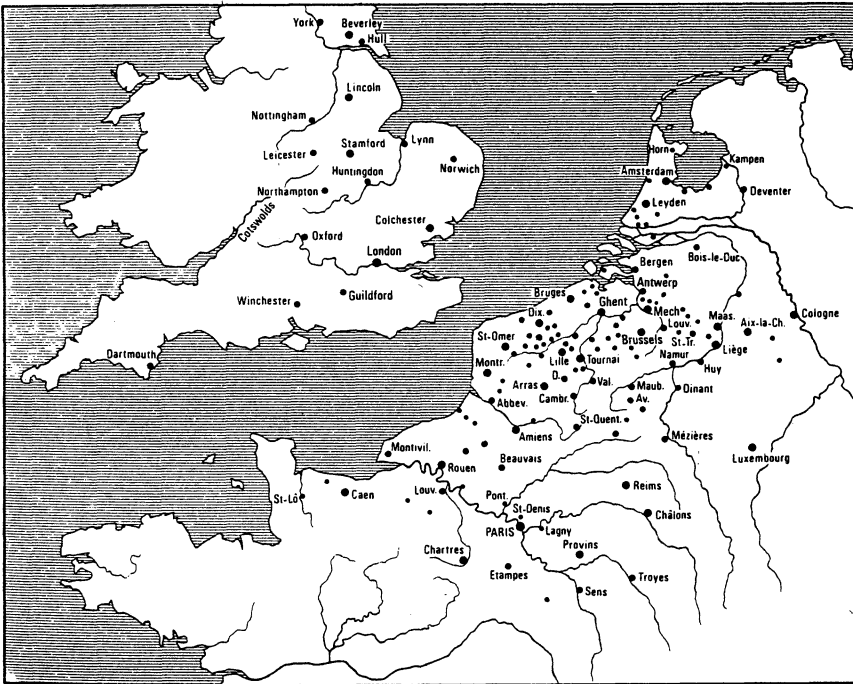 York
Beverley
Hull
Lincoln
Nottingham
Stamford
Lynn
Leicester
Huntingdon
Norwich
Northampton
Cotswolds
Colchester
Oxford
London
Guildford
Winchester
Dartmouth
Horn
Kampen
Amsterdam
Deventer
Leyden
Bois-le-Duc
Bergen
Antwerp
Bruges
Ghent
Cologne
Dix.
Mech
Louv.
Maas.
Aix-la-Ch.
St-Omer
Brussels
St-Tr.
Liège
Lille
Tournai
Namur
Montr.
Huy
D.
Val.
Maub.
Dinant
Arras
Cambr.
Av.
Abbev.
St-Quent.
Amiens
Mézières
Montivil.
Beauvais
Luxembourg
Rouen
St-Lô
Caen
Louv.
Pont.
Reims
St-Denis
Châlons
PARIS
Lagny
Chartres
Provins
Etampes
Troyes
Sens